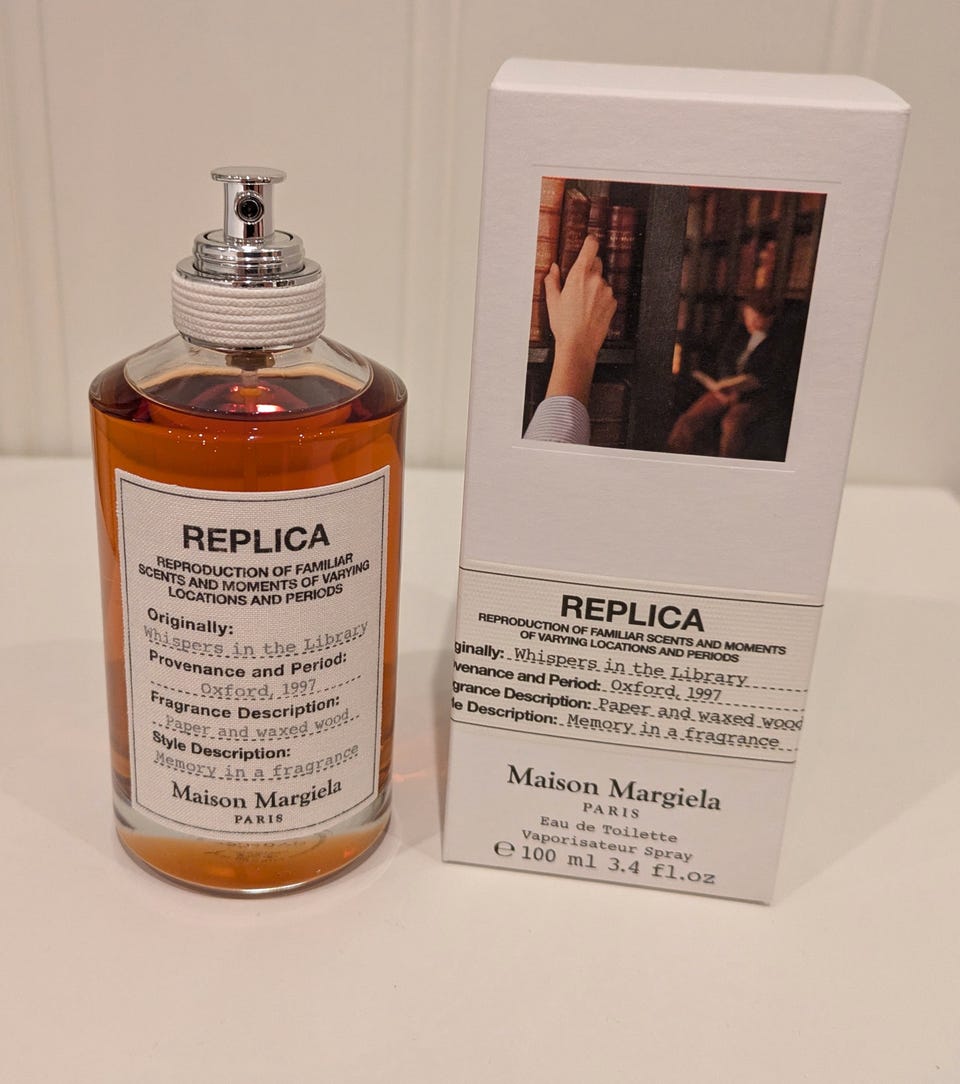 REPLICA
REPRODUCTION OF FAMILIAR
SCENTS AND MOMENTS OF VARYING
LOCATIONS AND PERIODS
Originally:
Whispers in the Library
Provenance and Period:
Oxford, 1997
Fragrance Description:
Paper and waxed wood
Style Description:
Memory in a fragrance
Maison Margiela
PARIS
REPLICA
REPRODUCTION OF FAMILIAR SCENTS AND MOMENTS
OF VARYING LOCATIONS AND PERIODS
ginally: Whispers in the Library
venance and Period: Oxford, 1997
grance Description: Paper and waxed wood
le Description: Memory in a fragrance
Maison Margiela
PARIS
Eau de Toilette
Vaporisateur Spray
℮ 100 ml 3.4 fl.oz